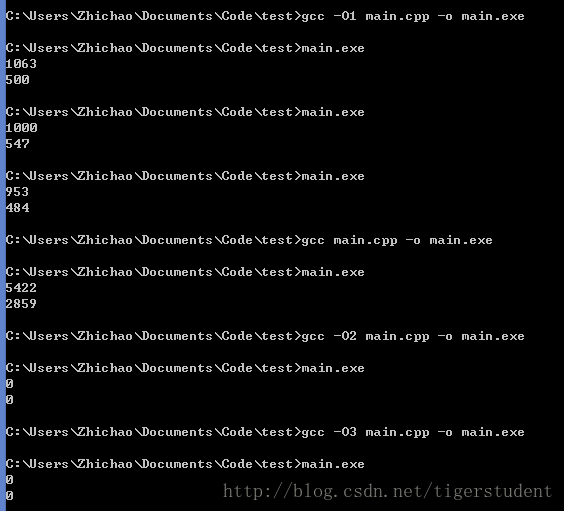 C:\Users\Zhichao\Documents\Code\test>gcc -O1 main.cpp -o main.exe
C:\Users\Zhichao\Documents\Code\test>main.exe
1063
500
C:\Users\Zhichao\Documents\Code\test>main.exe
1000
547
C:\Users\Zhichao\Documents\Code\test>main.exe
953
484
C:\Users\Zhichao\Documents\Code\test>gcc main.cpp -o main.exe
C:\Users\Zhichao\Documents\Code\test>main.exe
5422
2859
C:\Users\Zhichao\Documents\Code\test>gcc -O2 main.cpp -o main.exe
C:\Users\Zhichao\Documents\Code\test>main.exe
0
0
C:\Users\Zhichao\Documents\Code\test>gcc -O3 main.cpp -o main.exe
C:\Users\Zhichao\Documents\Code\test>main.exe
0
0
http://blog.csdn.net/tigerstudent